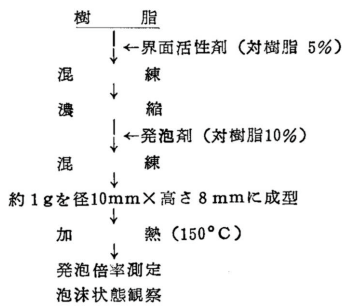 樹 脂
←界面活性剤（対樹脂 5%）
混 練
濃 縮
←発泡剤（対樹脂10%）
混 練
約1gを径10mm×高さ8mmに成型
加 熱（150°C）
発泡倍率測定
泡沫状態観察